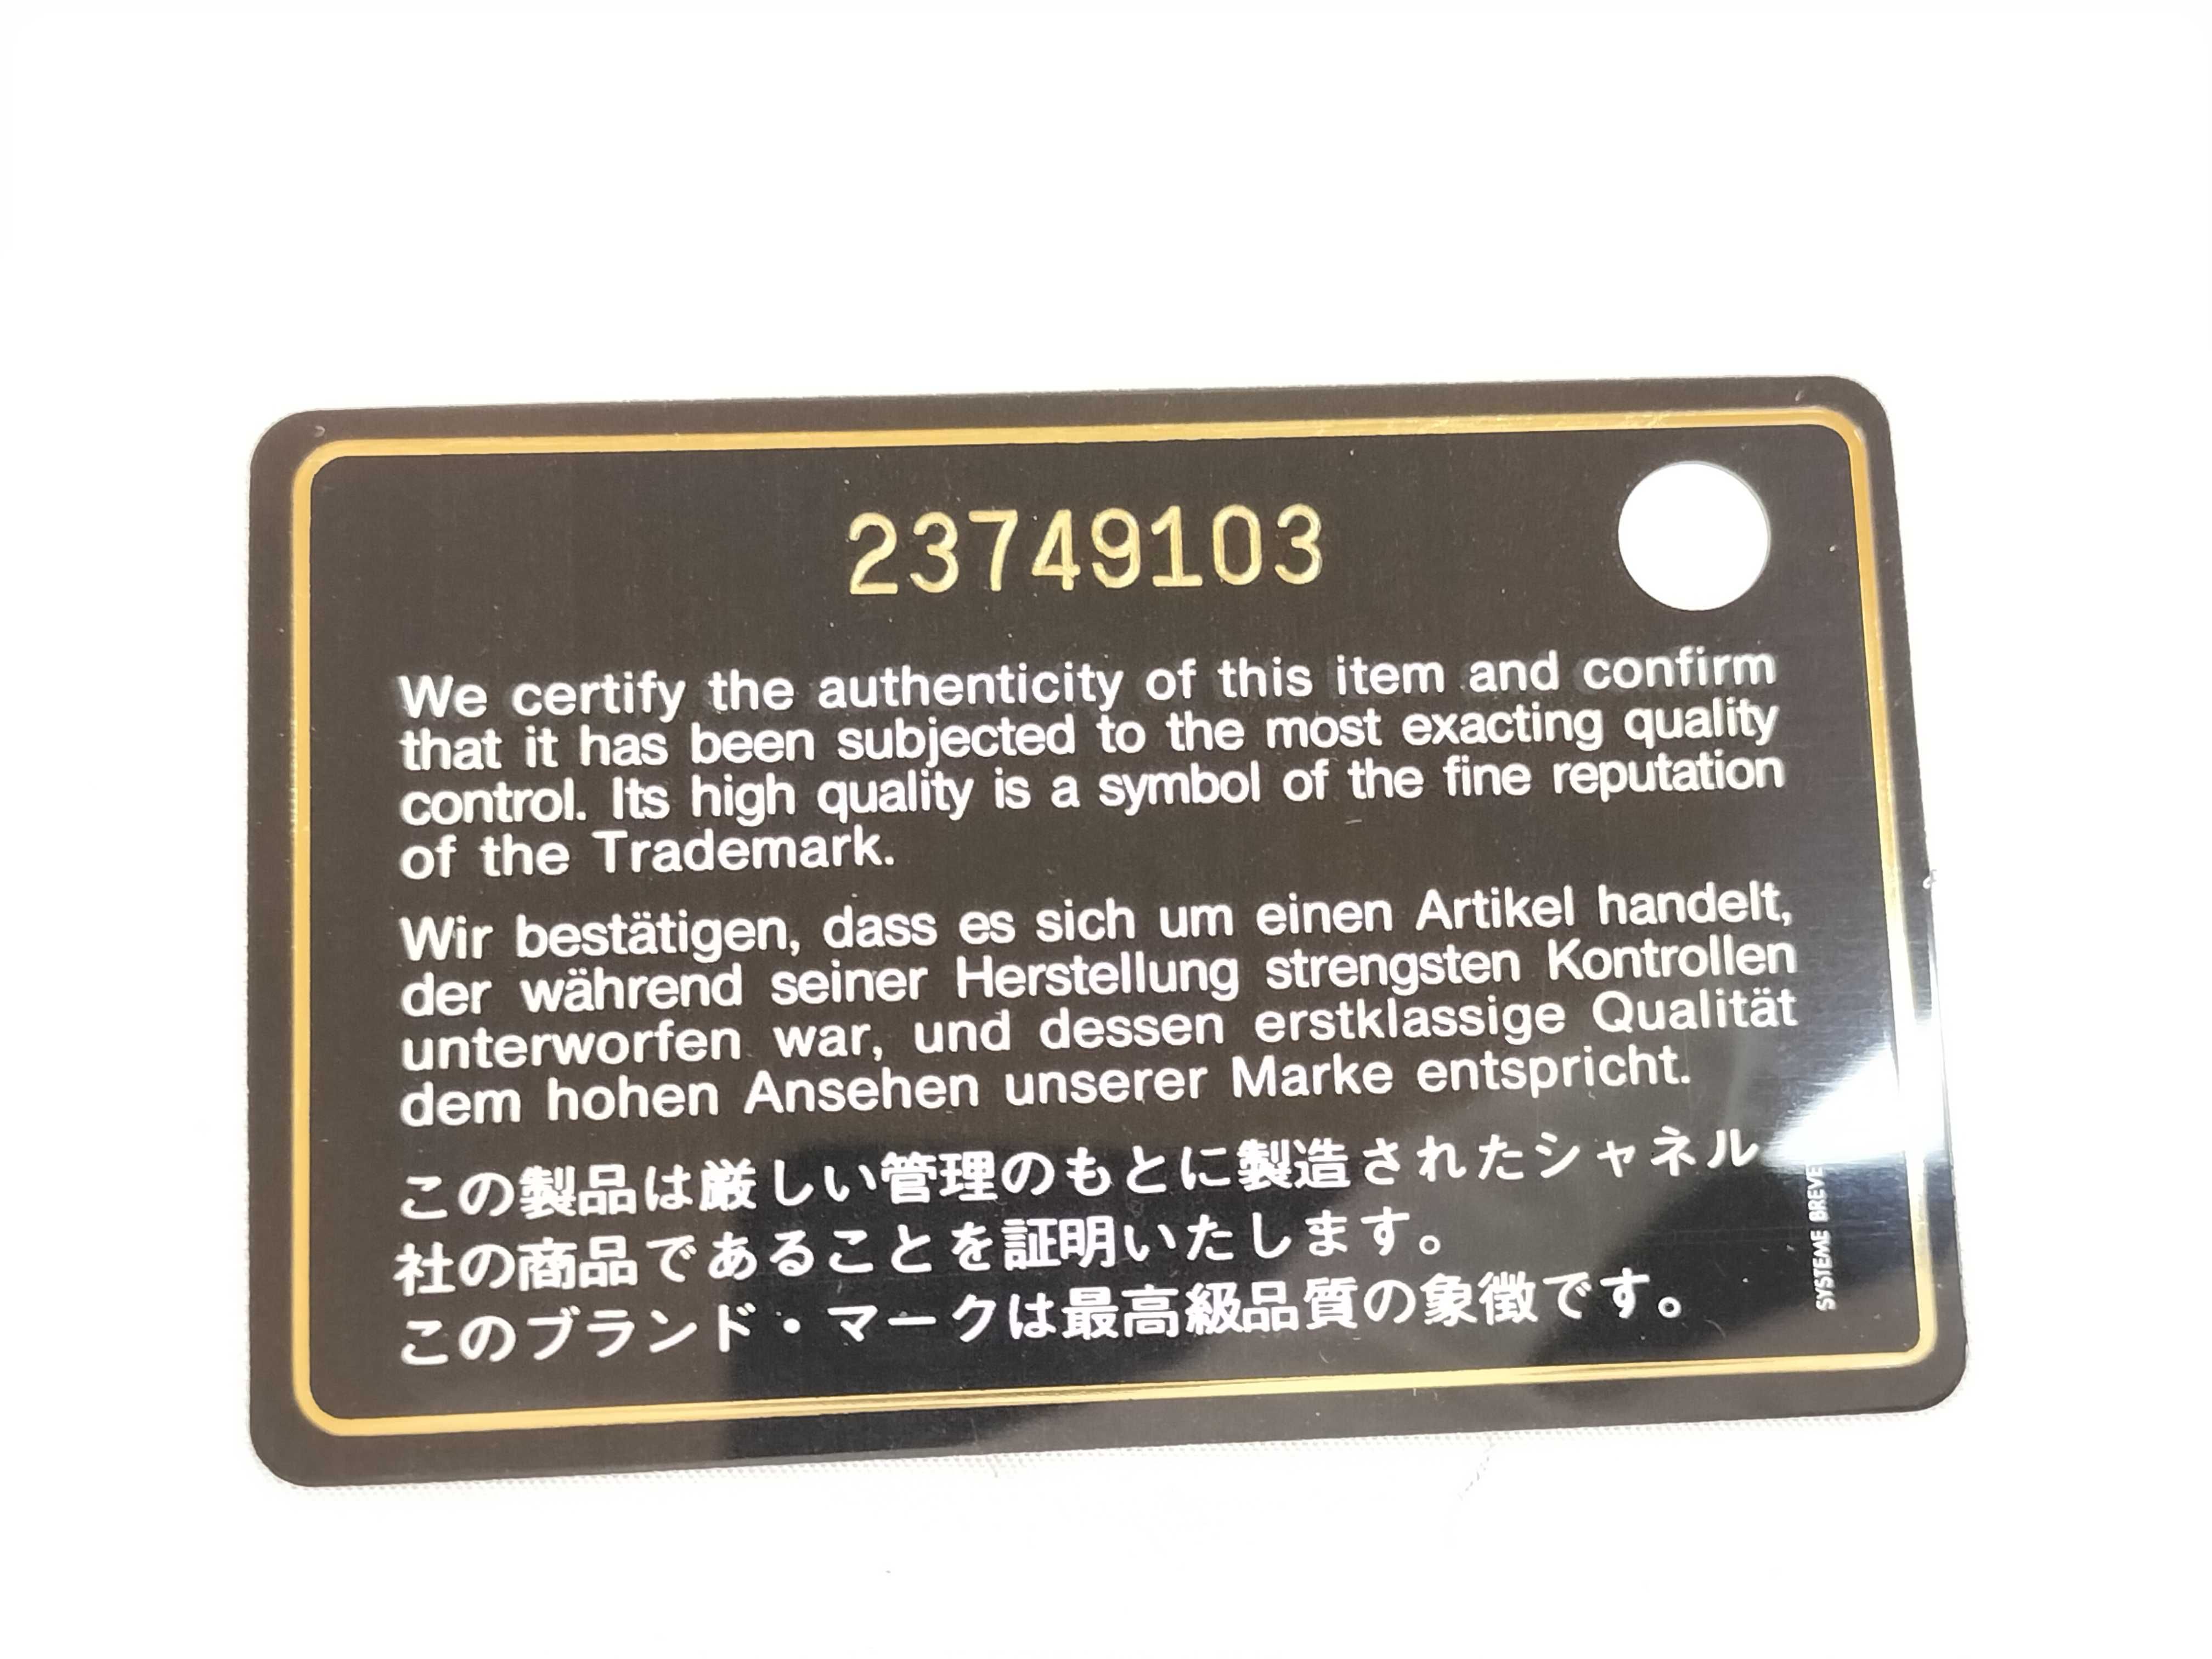 23749103
We certify the authenticity of this item and confirm
that it has been subjected to the most exacting quality
control. Its high quality is a symbol of the fine reputation
of the Trademark.
Wir bestätigen, dass es sich um einen Artikel handelt,
der während seiner Herstellung strengsten Kontrollen
unterworfen war, und dessen erstklassige Qualität
dem hohen Ansehen unserer Marke entspricht.
この製品は厳しい管理のもとに製造されたシャネル
社の商品であることを証明いたします。
このブランド・マークは最高級品質の象徴です。
SYSTEME